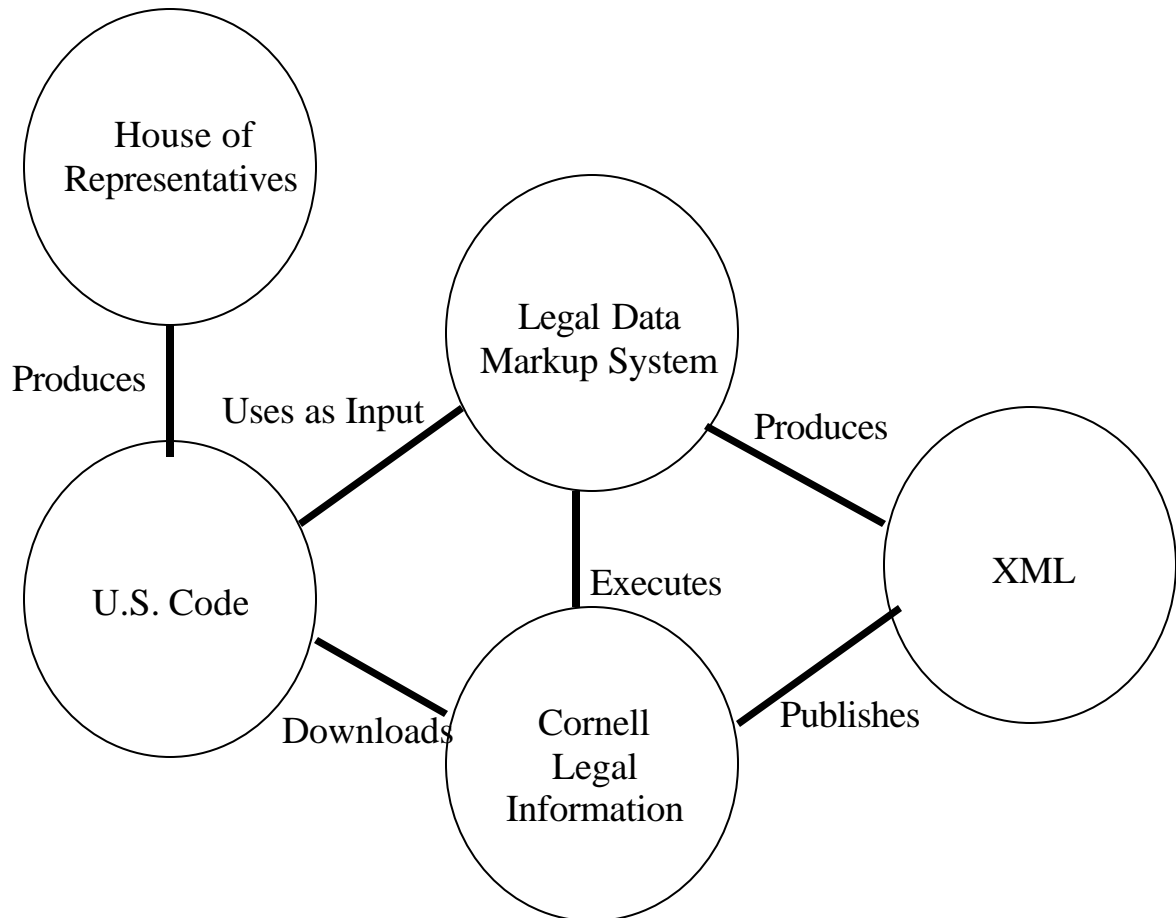 House of
Representatives
Legal Data
Markup System
Produces
Uses as Input
Produces
U.S. Code
Executes
XML
Downloads
Cornell
Legal
Information
Publishes